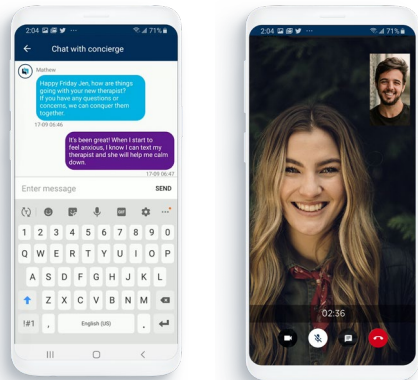 2:04 71%
Chat with concierge
Mathew
Happy Friday Jen, how are things
going with your new therapist?
If you have any questions or
concerns, we can conquer them
together.
17-09 06:46
It's been great! When I start to
feel anxious, I know I can text my
therapist and she will help me calm
down.
17-09 06:47
Enter message SEND
GIF
1 2 3 4 5 6 7 8 9 0
Q W E R T Y U I O P
A S D F G H J K L
Z X C V B N M
!#1 , English (US) .
2:04 71%
02:36